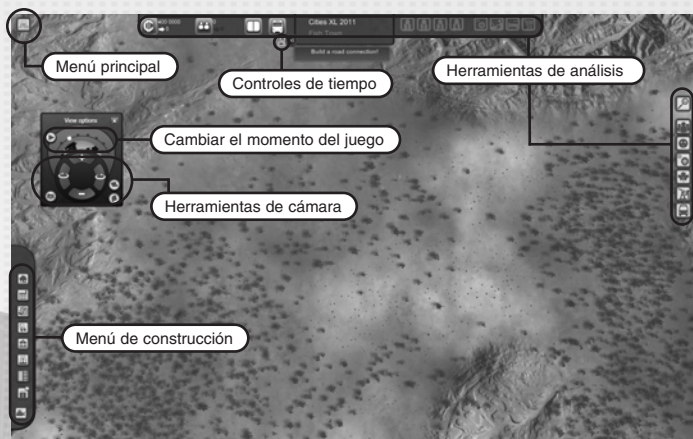 Cities XL 2011
Build a road connection!
Menú principal
Controles de tiempo
Herramientas de análisis
View options
Cambiar el momento del juego
Herramientas de cámara
Menú de construcción